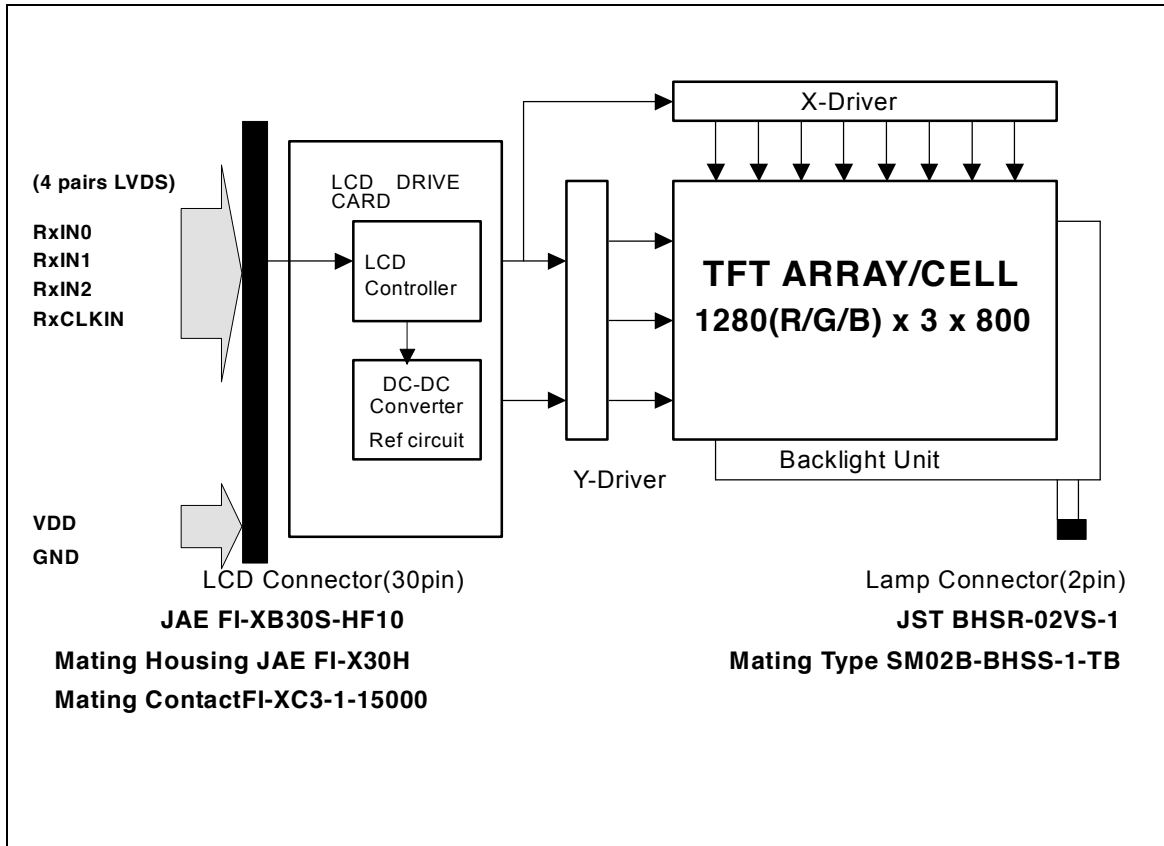 X-Driver
(4 pairs LVDS)
RxIN0
RxIN1
RxIN2
RxCLKIN
LCD DRIVE
CARD
LCD
Controller
DC-DC
Converter
Ref circuit
TFT ARRAY/CELL
1280(R/G/B) x 3 x 800
Backlight Unit
Y-Driver
VDD
GND
LCD Connector(30pin)
JAE FI-XB30S-HF10
Mating Housing JAE FI-X30H
Mating ContactFI-XC3-1-15000
Lamp Connector(2pin)
JST BHSR-02VS-1
Mating Type SM02B-BHSS-1-TB